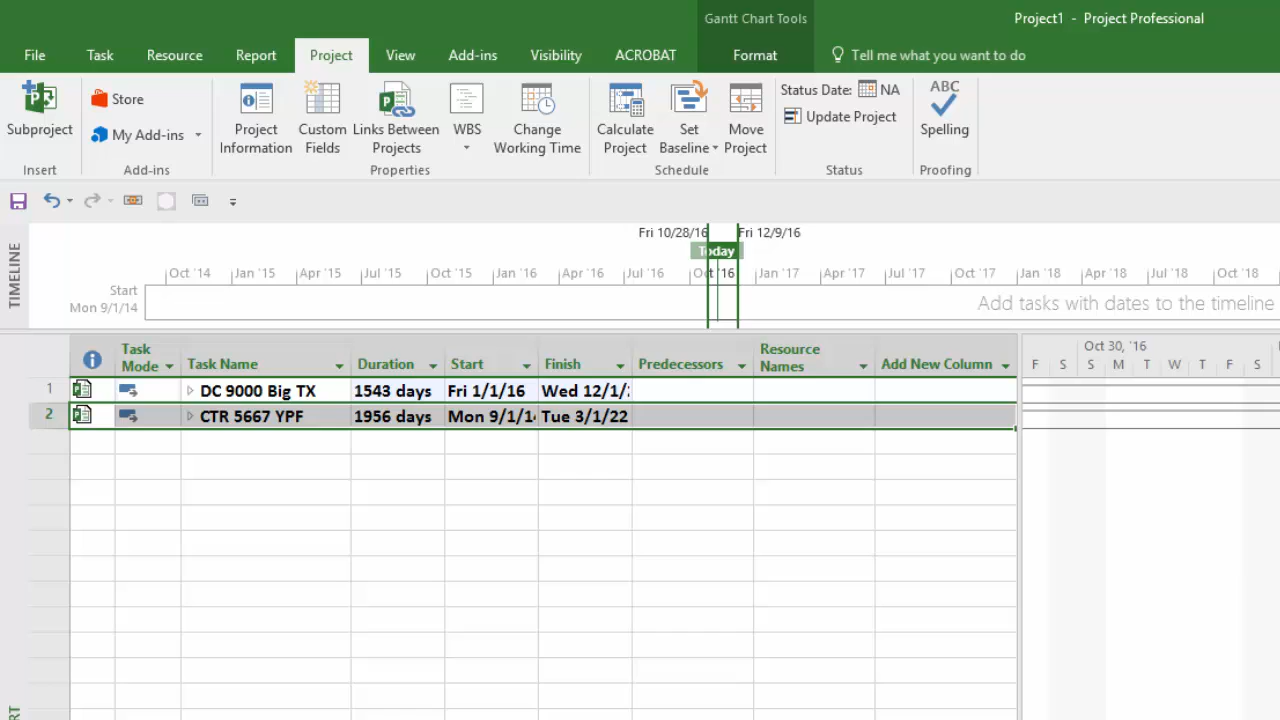 Gantt Chart Tools
Project1 - Project Professional
File Task Resource Report Project View Add-ins Visibility ACROBAT Format Tell me what you want to do
Subproject
Insert
Store
My Add-ins
Add-ins
Project Information
Custom Fields
Links Between Projects
WBS
Change Working Time
Properties
Calculate Project
Set Baseline
Move Project
Schedule
Status Date: NA
Update Project
Status
ABC
Spelling
Proofing
TIMELINE
Fri 10/28/16 Fri 12/9/16
Today
Oct '14 Jan '15 Apr '15 Jul '15 Oct '15 Jan '16 Apr '16 Jul '16 Oct '16 Jan '17 Apr '17 Jul '17 Oct '17 Jan '18 Apr '18 Jul '18 Oct '18
Start
Mon 9/1/14
Add tasks with dates to the timeline
Task Mode Task Name Duration Start Finish Predecessors Resource Names Add New Column
Oct 30, '16
F S S M T W T F S
1 DC 9000 Big TX 1543 days Fri 1/1/16 Wed 12/1/
2 CTR 5667 YPF 1956 days Mon 9/1/14 Tue 3/1/22
RT